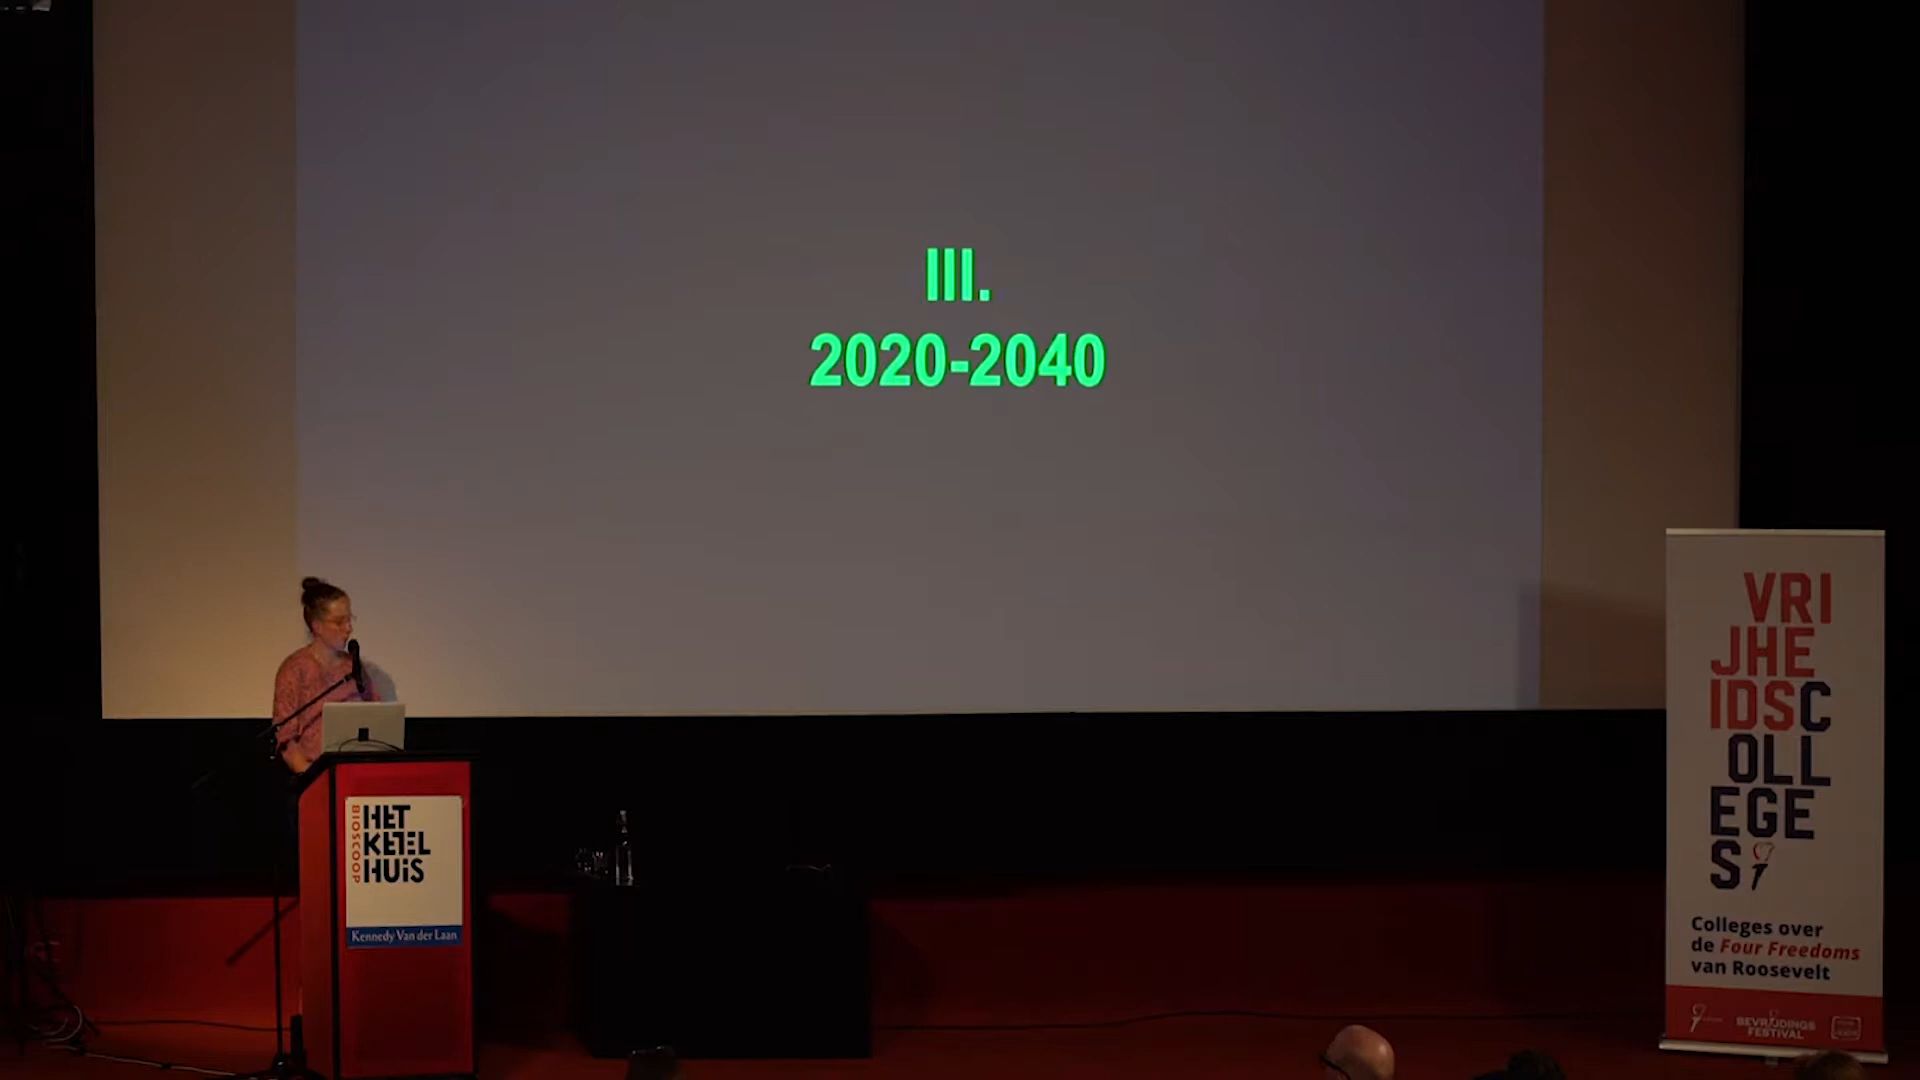 III.
2020-2040
BIOSCOOP
HET
KETEL
HUIS
Kennedy Van der Laan
VRI
JHE
IDSC
OLL
EGE
S
Colleges over
de Four Freedoms
van Roosevelt
BEVRIJDINGS
FESTIVAL